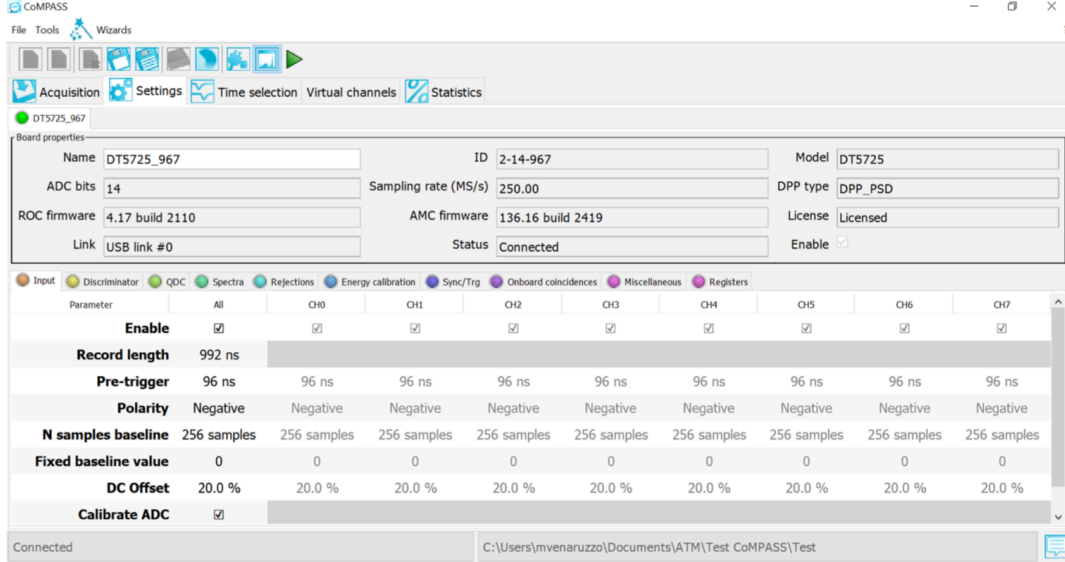 CoMPASS
File Tools Wizards
Acquisition Settings Time selection Virtual channels Statistics
DT5725_967
Board properties
Name DT5725_967 ID 2-14-967 Model DT5725
ADC bits 14 Sampling rate (MS/s) 250.00 DPP type DPP_PSD
ROC firmware 4.17 build 2110 AMC firmware 136.16 build 2419 License Licensed
Link USB link #0 Status Connected Enable
Input Discriminator QDC Spectra Rejections Energy calibration Sync/Trg Onboard coincidences Miscellaneous Registers
Parameter All CH0 CH1 CH2 CH3 CH4 CH5 CH6 CH7
Enable
Record length 992 ns
Pre-trigger 96 ns 96 ns 96 ns 96 ns 96 ns 96 ns 96 ns 96 ns 96 ns
Polarity Negative Negative Negative Negative Negative Negative Negative Negative Negative
N samples baseline 256 samples 256 samples 256 samples 256 samples 256 samples 256 samples 256 samples 256 samples 256 samples
Fixed baseline value 0 0 0 0 0 0 0 0 0
DC Offset 20.0 % 20.0 % 20.0 % 20.0 % 20.0 % 20.0 % 20.0 % 20.0 % 20.0 %
Calibrate ADC
Connected C:\Users\mvenaruzzo\Documents\ATM\Test CoMPASS\Test